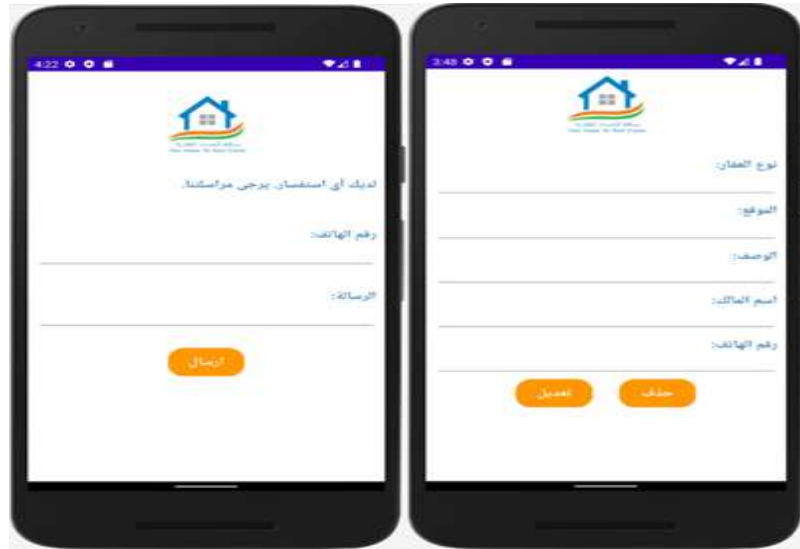 4:22
لديك أي استفسار, يرجى مراسلتنا.
رقم الهاتف:
الرسالة:
ارسال
3:48
نوع العقار:
الموقع:
الوصف:
اسم المالك:
رقم الهاتف:
حذف
تعديل